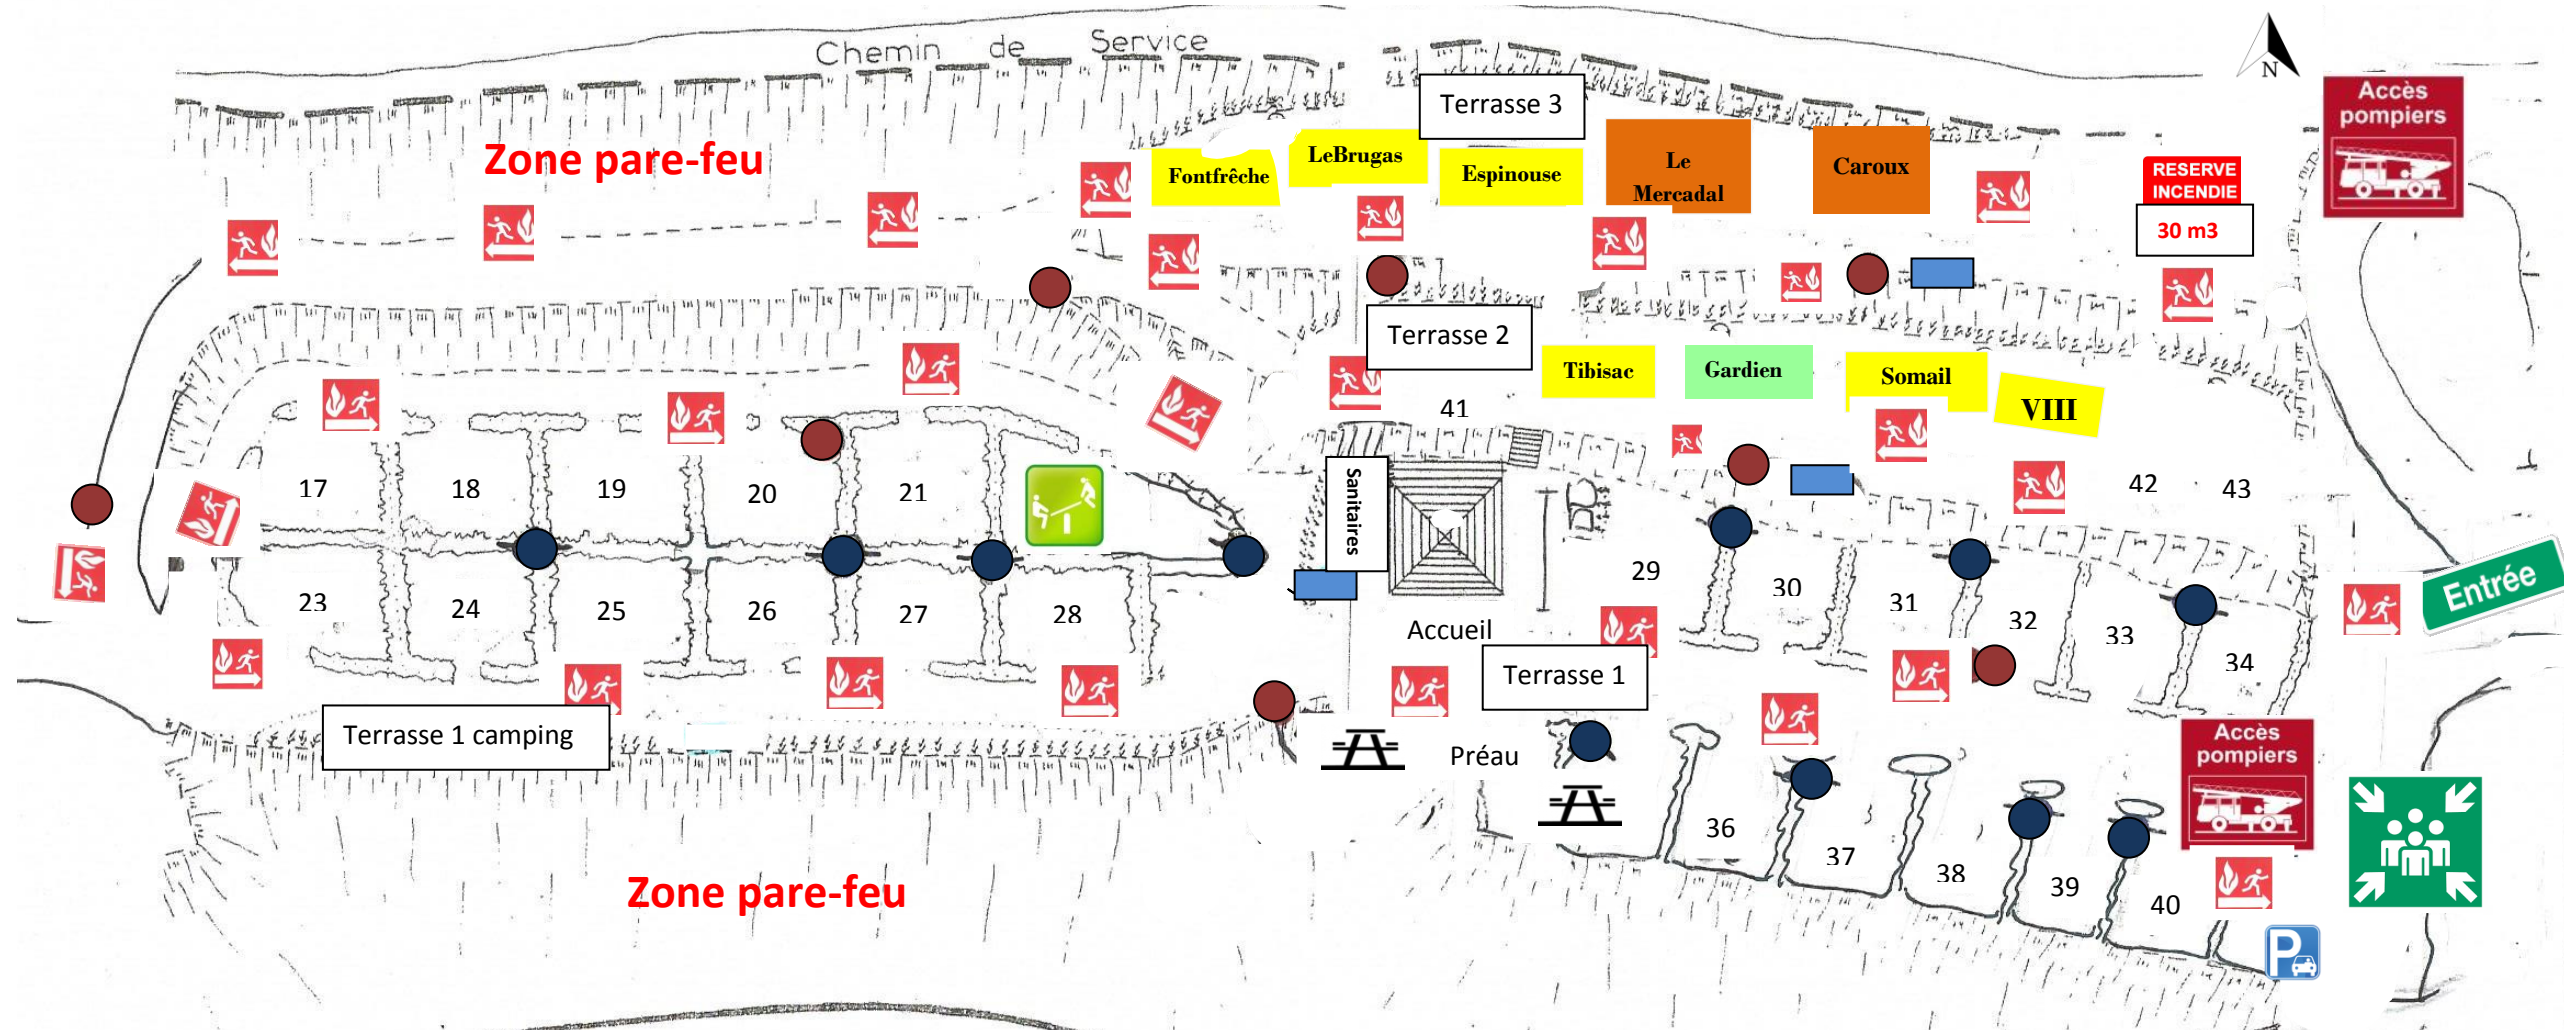 Chemin de Service
N
Accès
pompiers
Terrasse 3
Zone pare-feu
LeBrugas
Fontfrêche
Espinouse
Le
Mercadal
Caroux
RESERVE
INCENDIE
30 m3
Terrasse 2
Tibisac
Gardien
Somail
VIII
41
17
18
19
20
21
Sanitaires
42
43
Entrée
23
24
25
26
27
28
29
30
31
32
33
34
Accueil
Terrasse 1
Terrasse 1 camping
Préau
Accès
pompiers
36
37
38
39
40
Zone pare-feu
P